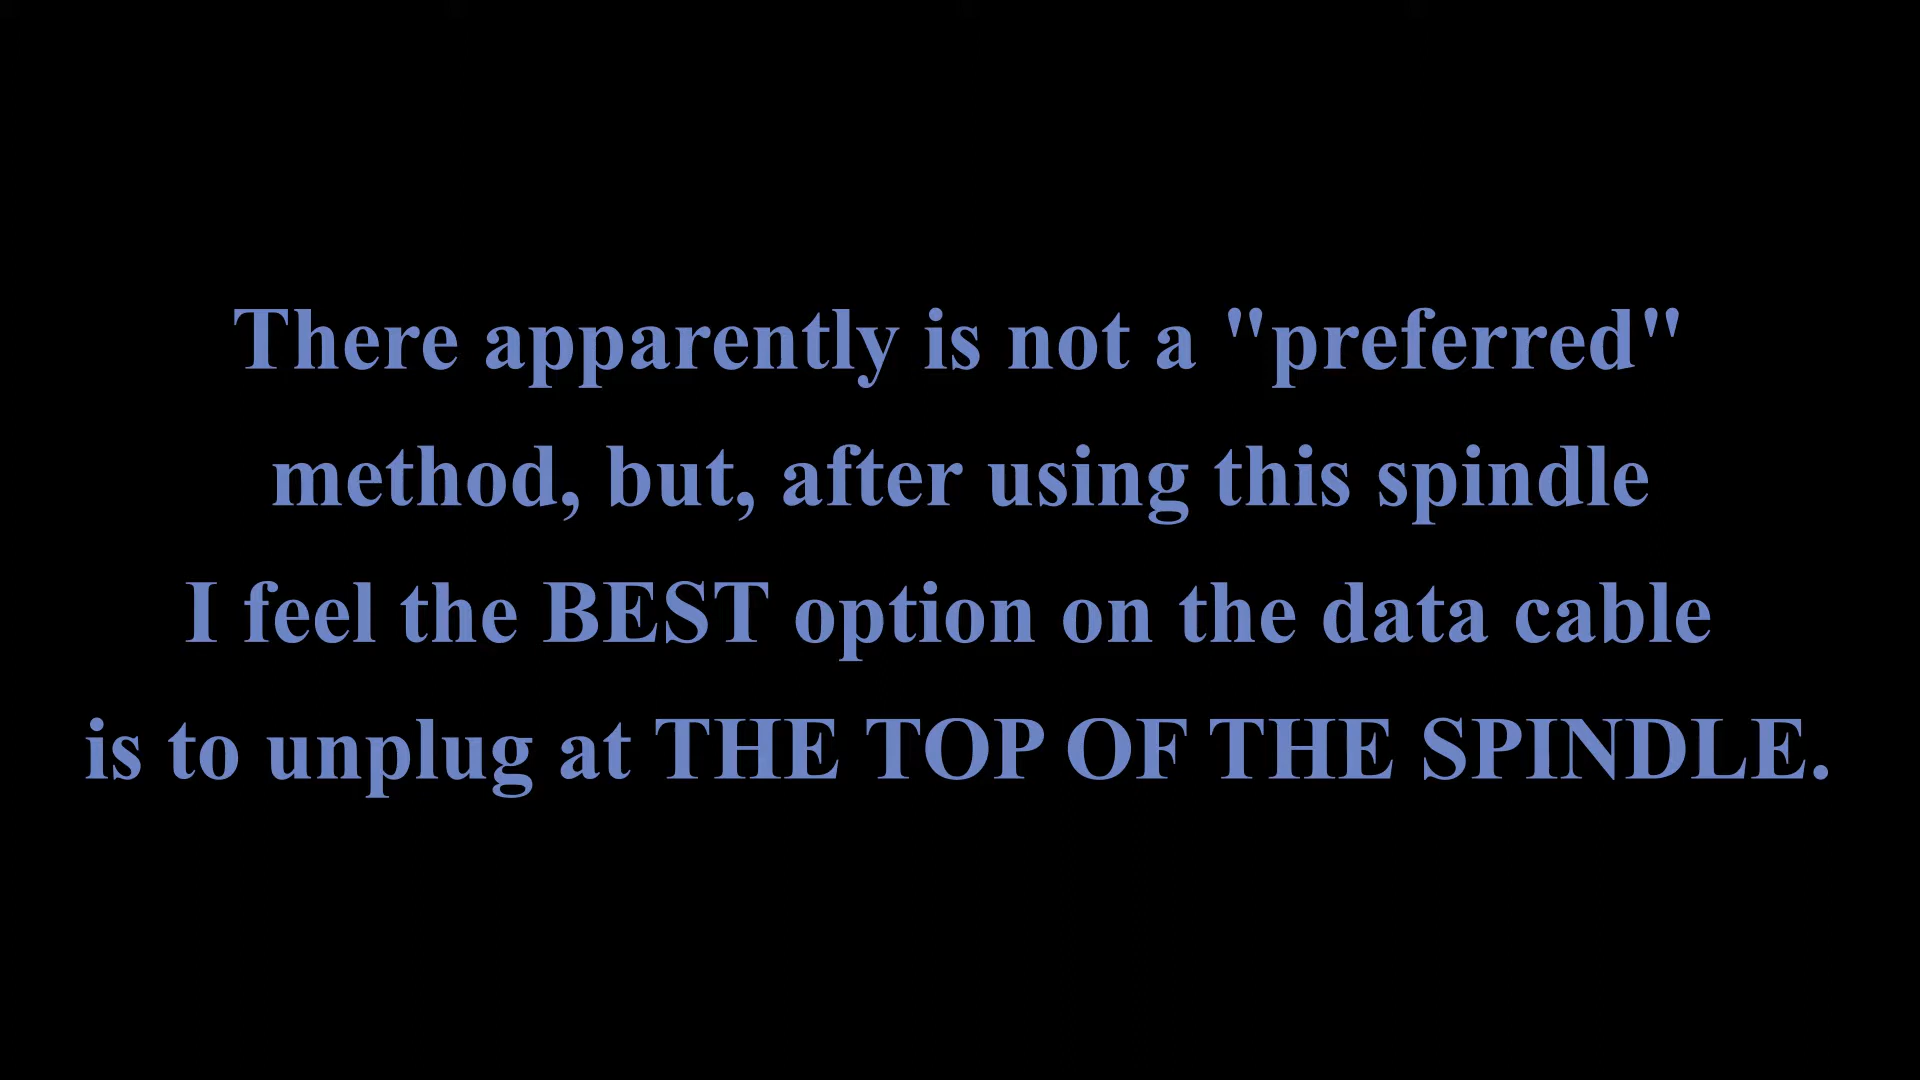 There apparently is not a "preferred"
method, but, after using this spindle
I feel the BEST option on the data cable
is to unplug at THE TOP OF THE SPINDLE.